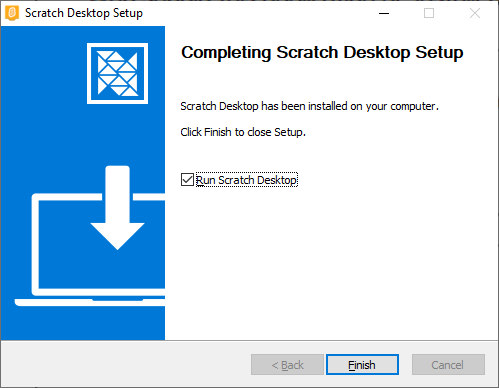 Scratch Desktop Setup
Completing Scratch Desktop Setup
Scratch Desktop has been installed on your computer.
Click Finish to close Setup.
Run Scratch Desktop
< Back
Finish
Cancel